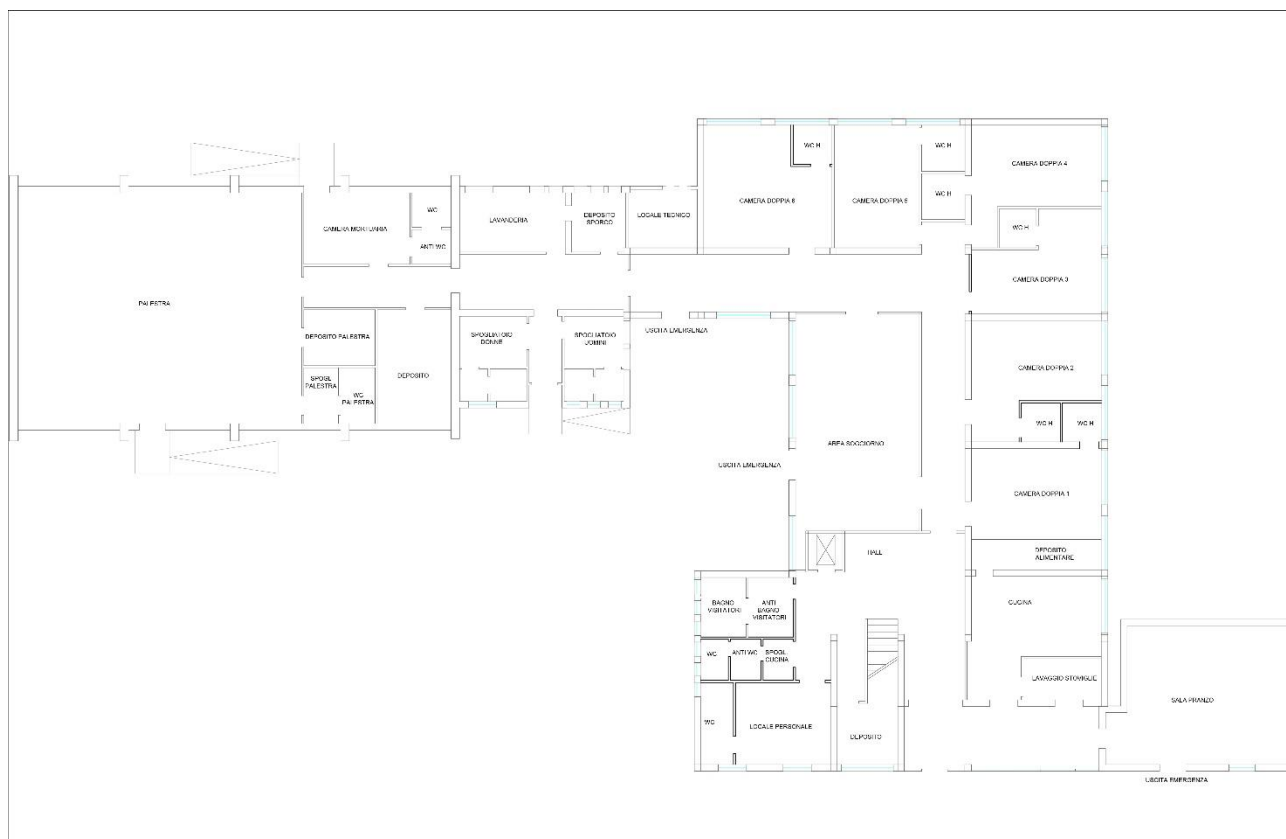 WC H
WC H
CAMERA DOPPIA 4
CAMERA DOPPIA 6
CAMERA DOPPIA 5
WC H
WC
LAVANDERIA
DEPOSITO
SPORCO
LOCALE TECNICO
CAMERA MORTUARIA
ANTI WC
WC H
CAMERA DOPPIA 3
PALESTRA
DEPOSITO PALESTRA
SPOGLIATOIO
DONNE
SPOGLIATOIO
UOMINI
USCITA EMERGENZA
SPOGL
PALESTRA
WC
PALESTRA
DEPOSITO
CAMERA DOPPIA 2
WC H
WC H
AREA SOGGIORNO
USCITA EMERGENZA
CAMERA DOPPIA 1
HALL
DEPOSITO
ALIMENTARE
BAGNO
VISITATORI
ANTI
BAGNO
VISITATORI
CUCINA
WC
ANTI WC
SPOGL.
CUCINA
LAVAGGIO STOVIGLIE
WC
LOCALE PERSONALE
DEPOSITO
SALA PRANZO
USCITA EMERGENZA